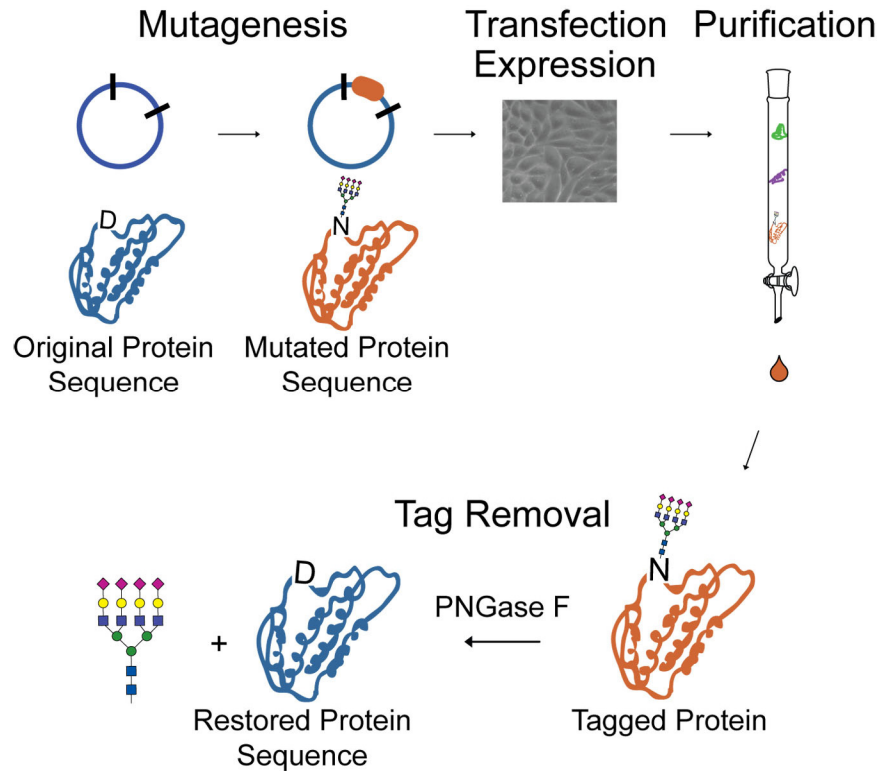 Mutagenesis
Transfection
Expression
Purification
D
N
Original Protein
Sequence
Mutated Protein
Sequence
Tag Removal
D
N
PNGase F
+
Restored Protein
Sequence
Tagged Protein